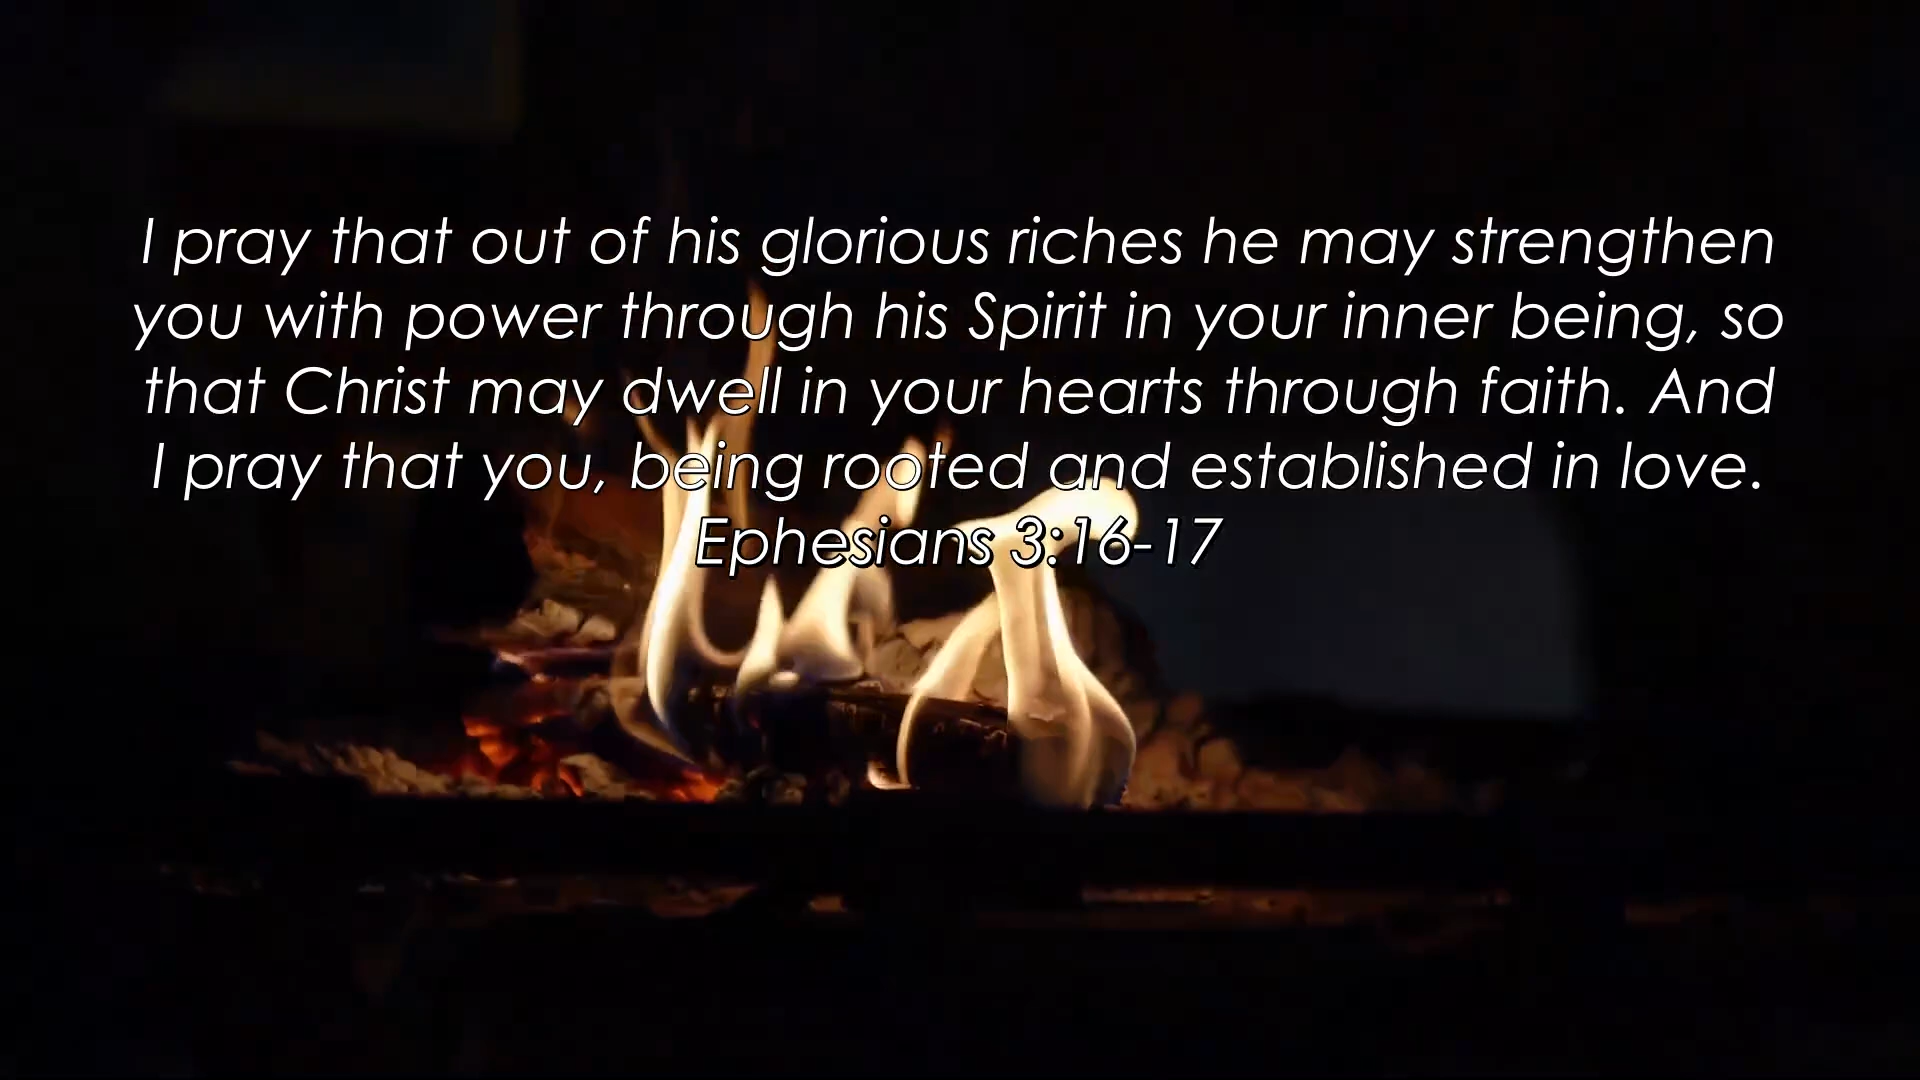 I pray that out of his glorious riches he may strengthen
you with power through his Spirit in your inner being, so
that Christ may dwell in your hearts through faith. And
I pray that you, being rooted and established in love.
Ephesians 3:16-17